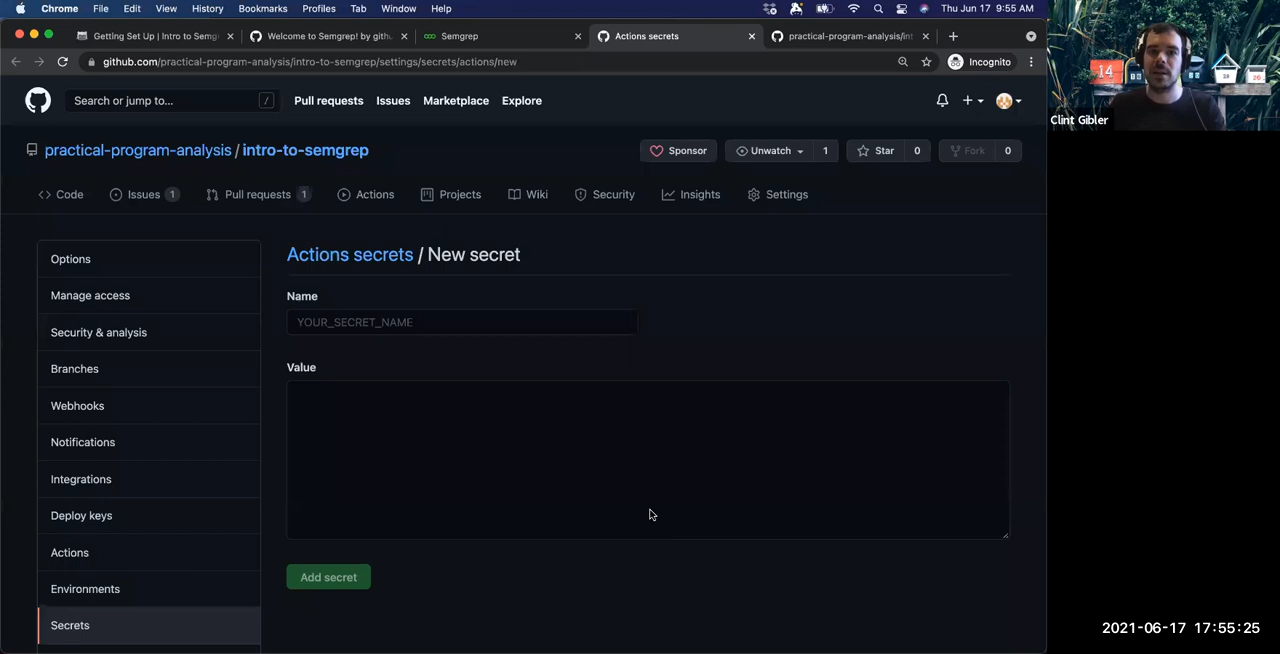 Chrome File Edit View History Bookmarks Profiles Tab Window Help Thu Jun 17 9:55 AM
Getting Set Up | Intro to Semg Welcome to Semgrep! by githu Semgrep Actions secrets practical-program-analysis/int
github.com/practical-program-analysis/intro-to-semgrep/settings/secrets/actions/new Incognito
Search or jump to... / Pull requests Issues Marketplace Explore
practical-program-analysis / intro-to-semgrep Sponsor Unwatch 1 Star 0 Fork 0
Code Issues 1 Pull requests 1 Actions Projects Wiki Security Insights Settings
Options
Manage access
Security & analysis
Branches
Webhooks
Notifications
Integrations
Deploy keys
Actions
Environments
Secrets
Actions secrets / New secret
Name
YOUR_SECRET_NAME
Value
Add secret
14
Clint Gibler
2021-06-17 17:55:25